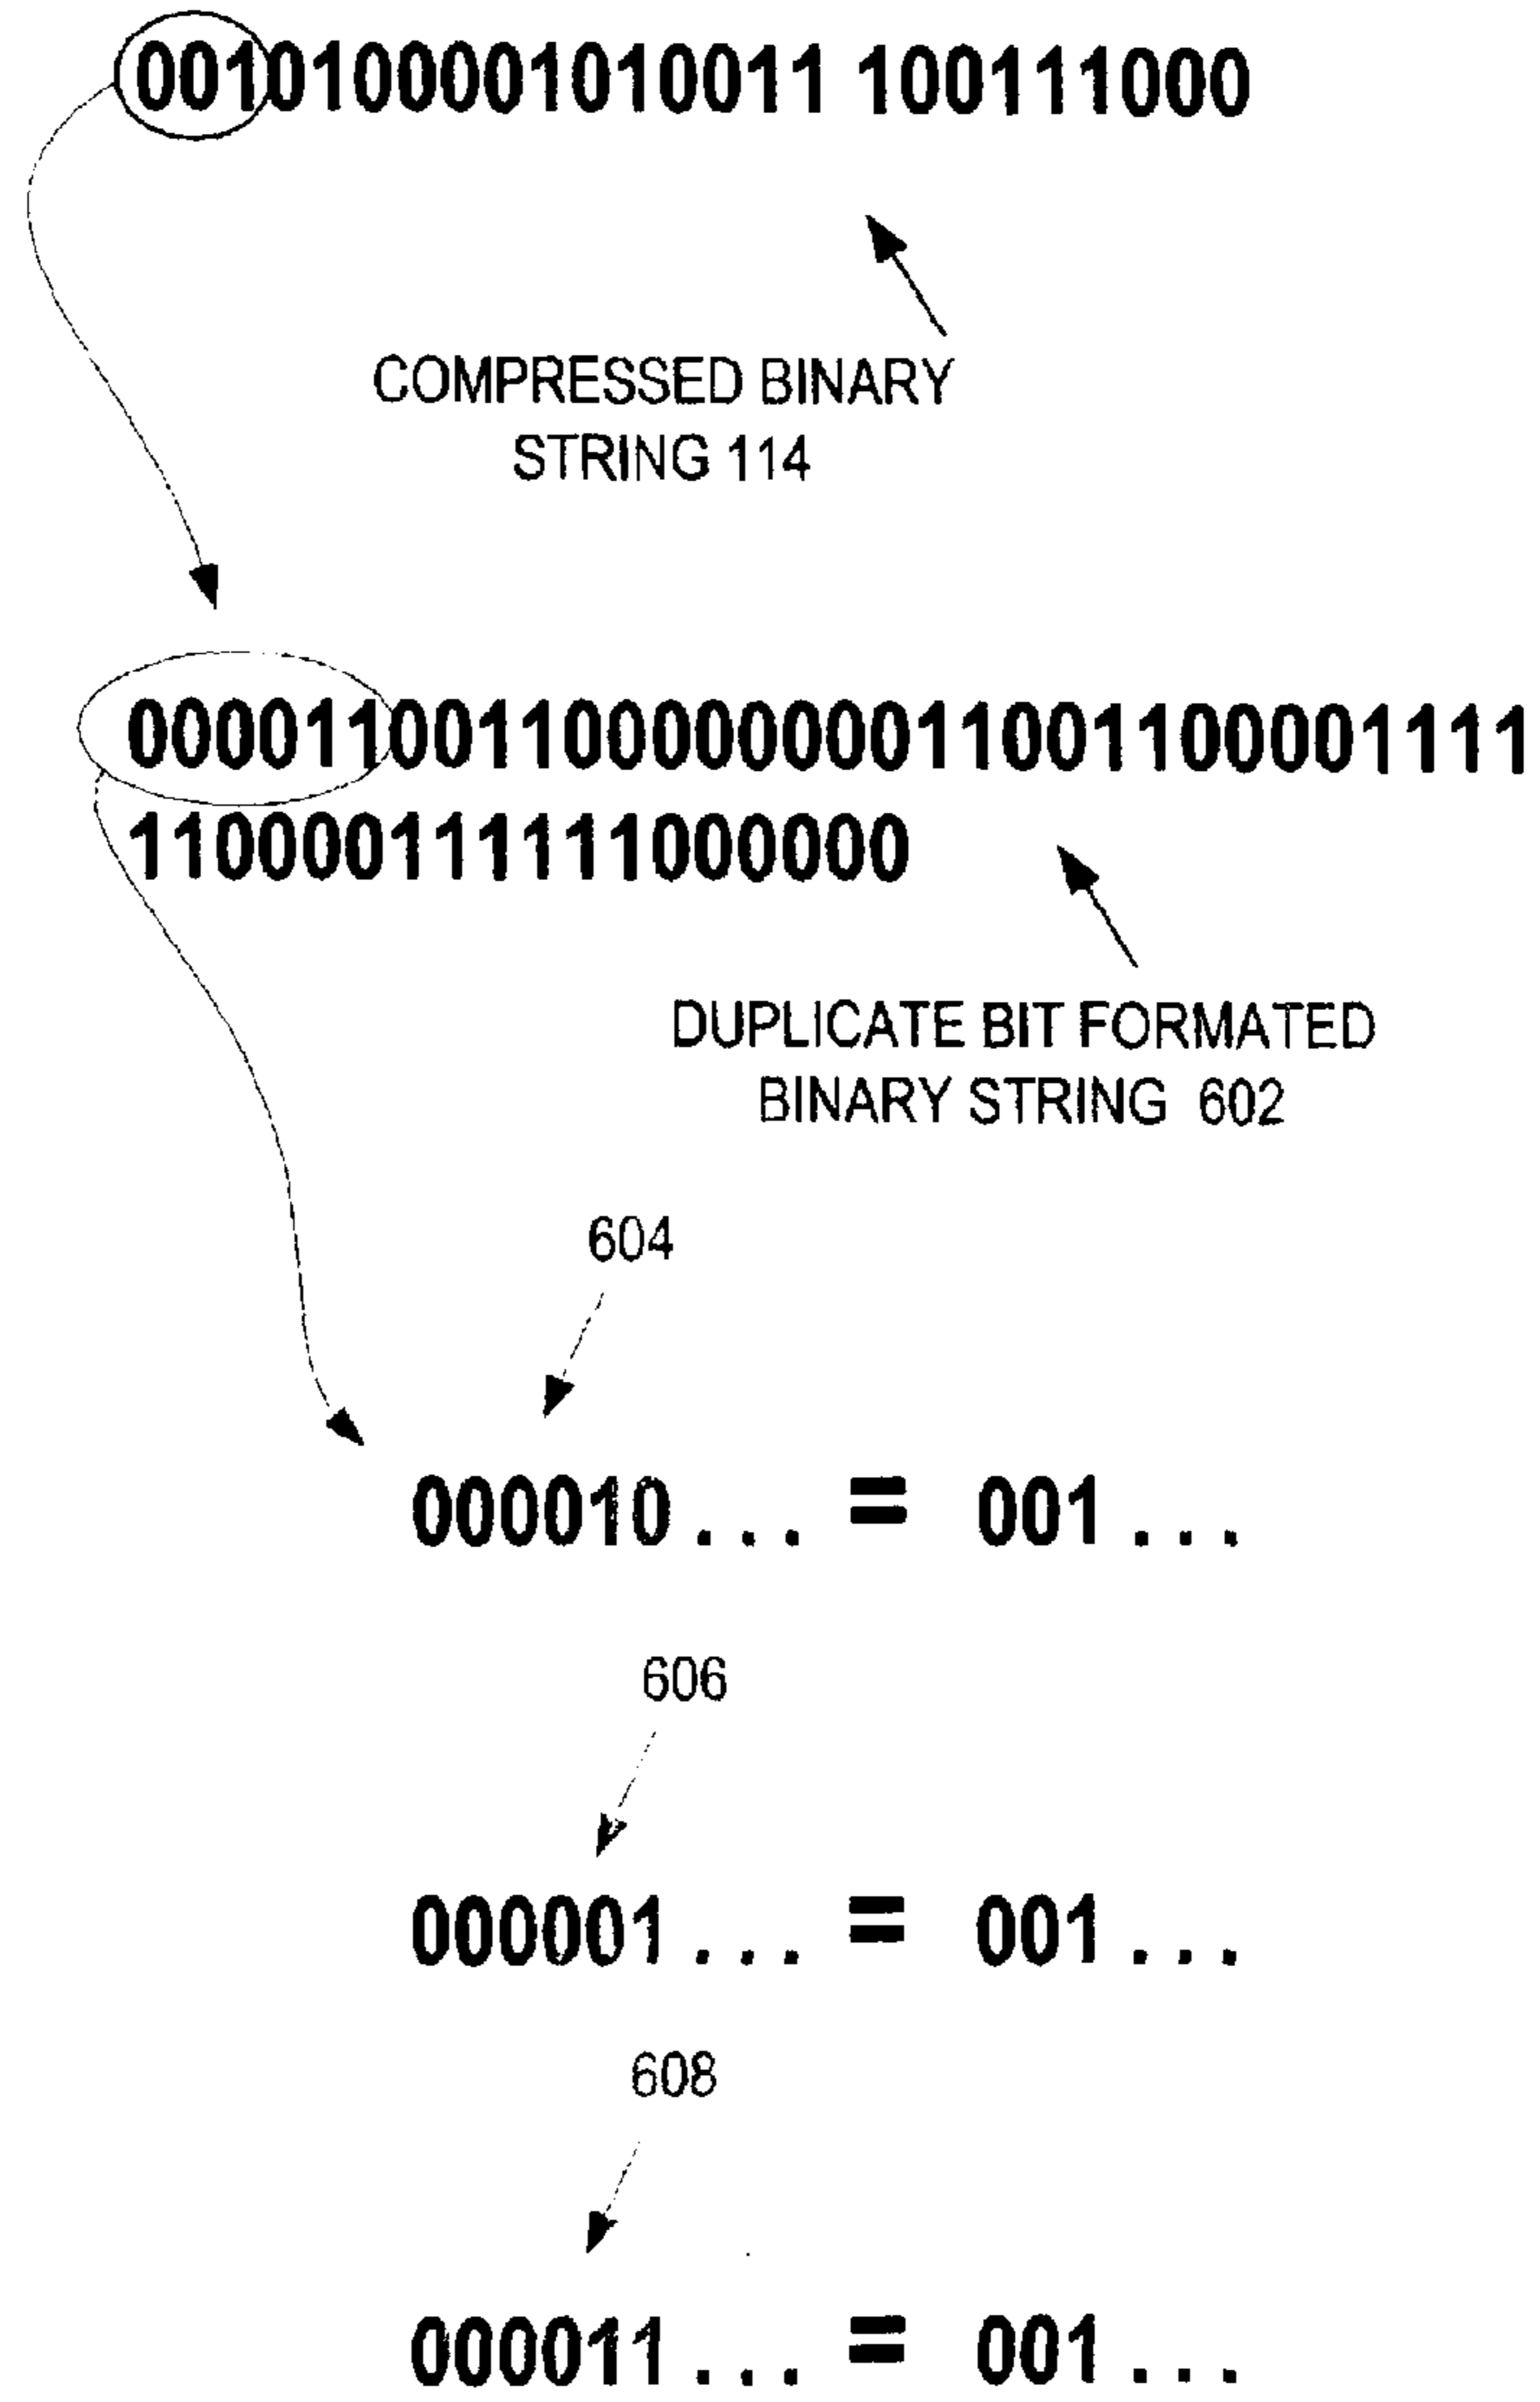 0010100001010011 100111000
COMPRESSED BINARY
STRING 114
00001100110000000011001100001111
110000111111000000
DUPLICATE BIT FORMATED
BINARY STRING 602
604
000010... = 001...
606
000001... = 001...
608
000011... = 001...